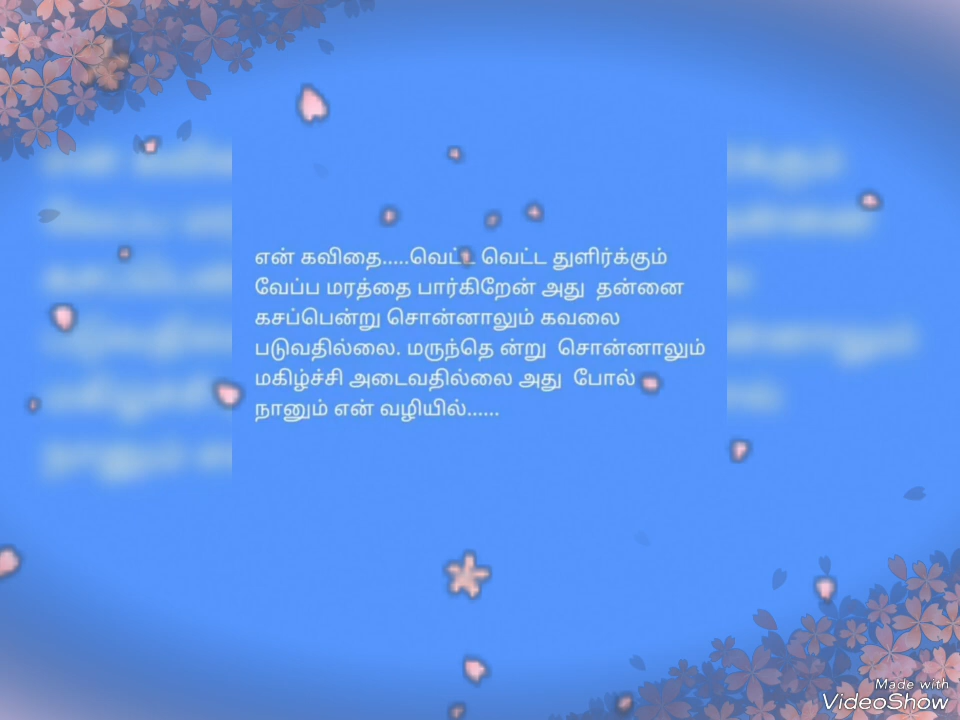 என் கவிதை.....வெட்ட வெட்ட துளிர்க்கும்
வேப்ப மரத்தை பார்கிறேன் அது தன்னை
கசப்பென்று சொன்னாலும் கவலை
படுவதில்லை. மருந்தெ ன்று சொன்னாலும்
மகிழ்ச்சி அடைவதில்லை அது போல்
நானும் என் வழியில்......
Made with
VideoShow